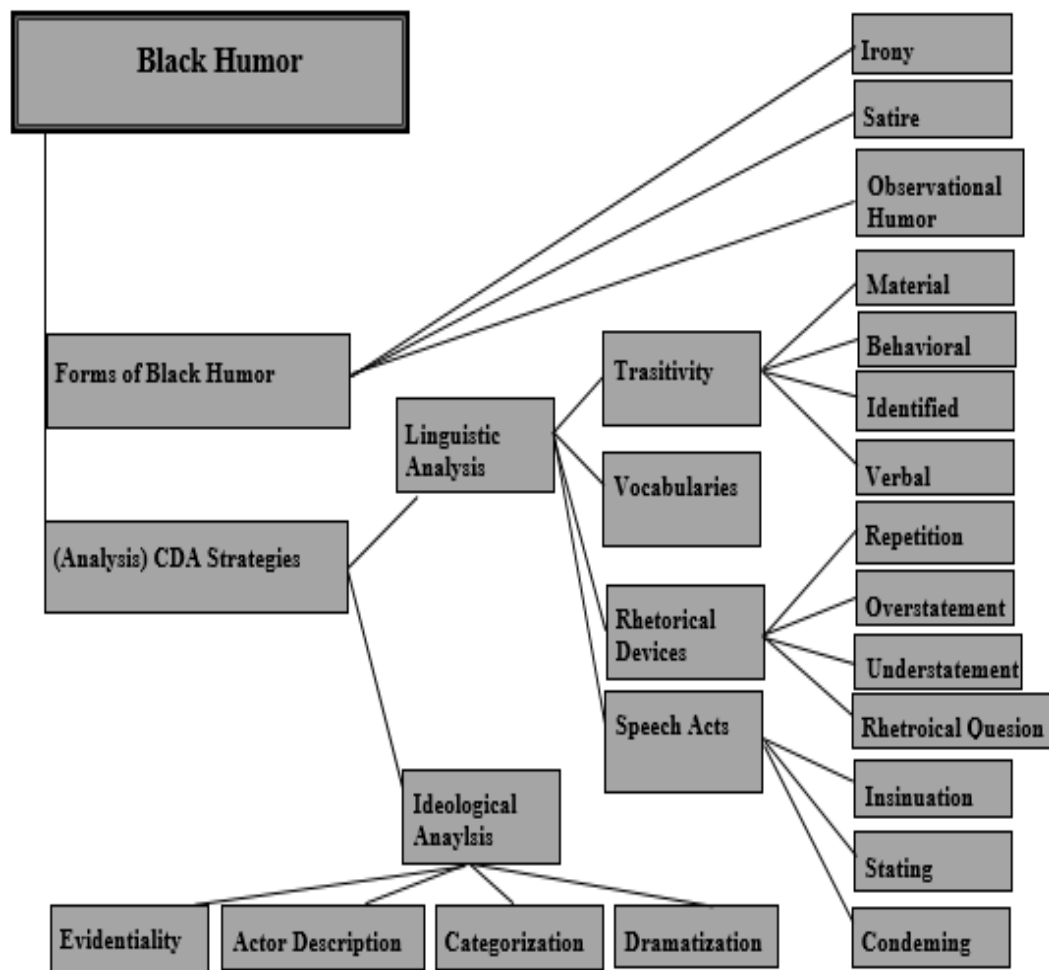 Black Humor
Irony
Satire
Observational
Humor
Material
Behavioral
Identified
Verbal
Forms of Black Humor
Trasitivity
Linguistic
Analysis
Vocabularies
(Analysis) CDA Strategies
Repetition
Overstatement
Understatement
Rhetroical Quesion
Rhetorical
Devices
Speech Acts
Insinuation
Stating
Condeming
Ideological
Anaylsis
Evidentiality
Actor Description
Categorization
Dramatization